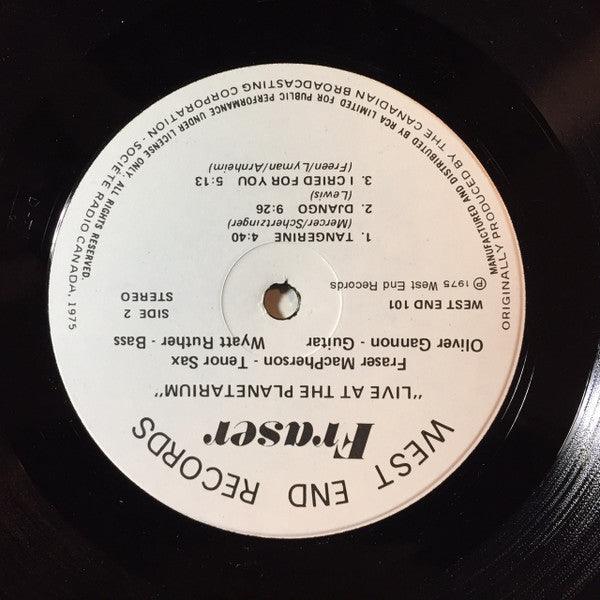 WEST END RECORDS
Fraser
"LIVE AT THE PLANETARIUM"
Fraser MacPherson - Tenor Sax
Oliver Gannon - Guitar Wyatt Ruther - Bass
WEST END 101
SIDE 2
STEREO
℗ 1975 West End Records
1. TANGERINE 4:40
(Mercer/Schertzinger)
2. DJANGO 9:26
(Lewis)
3. I CRIED FOR YOU 5:13
(Freen/Lyman/Arnheim)
MANUFACTURED AND DISTRIBUTED BY RCA LIMITED FOR PUBLIC PERFORMANCE UNDER LICENSE ONLY: ALL RIGHTS RESERVED.
ORIGINALLY PRODUCED BY THE CANADIAN BROADCASTING CORPORATION - SOCIÉTÉ RADIO CANADA, 1975